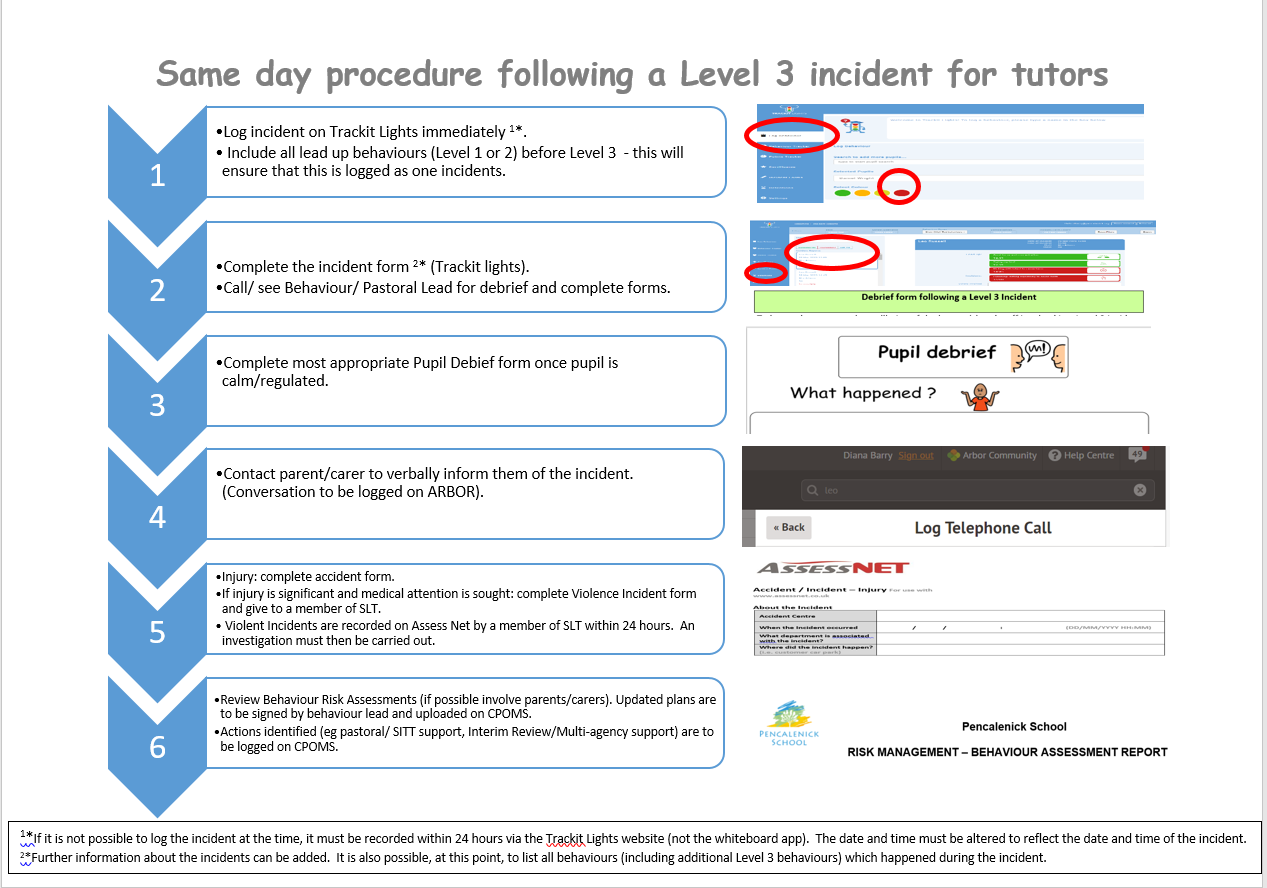 Same day procedure following a Level 3 incident for tutors
1
•Log incident on Trackit Lights immediately 1*.
• Include all lead up behaviours (Level 1 or 2) before Level 3 - this will
ensure that this is logged as one incidents.
2
•Complete the incident form 2* (Trackit lights).
•Call/ see Behaviour/ Pastoral Lead for debrief and complete forms.
Debrief form following a Level 3 Incident
3
•Complete most appropriate Pupil Debief form once pupil is
calm/regulated.
Pupil debrief
What happened ?
4
•Contact parent/carer to verbally inform them of the incident.
(Conversation to be logged on ARBOR).
Diana Barry Sign out Arbor Community Help Centre 49
leo
« Back Log Telephone Call
5
•Injury: complete accident form.
•If injury is significant and medical attention is sought: complete Violence Incident form
and give to a member of SLT.
• Violent Incidents are recorded on Assess Net by a member of SLT within 24 hours. An
investigation must then be carried out.
ASSESSNET
Accident / Incident – Injury For use with
www.assessnet.co.uk
About the Incident
Accident Centre
When the incident occurred / / . (DD/MM/YYYY HH:MM)
What department is associated
with the incident?
Where did the incident happen?
(i.e., customer car park)
6
•Review Behaviour Risk Assessments (if possible involve parents/carers). Updated plans are
to be signed by behaviour lead and uploaded on CPOMS.
•Actions identified (eg pastoral/ SITT support, Interim Review/Multi-agency support) are to
be logged on CPOMS.
PENCALENICK
SCHOOL
Pencalenick School
RISK MANAGEMENT – BEHAVIOUR ASSESSMENT REPORT
1*If it is not possible to log the incident at the time, it must be recorded within 24 hours via the Trackit Lights website (not the whiteboard app). The date and time must be altered to reflect the date and time of the incident.
2*Further information about the incidents can be added. It is also possible, at this point, to list all behaviours (including additional Level 3 behaviours) which happened during the incident.